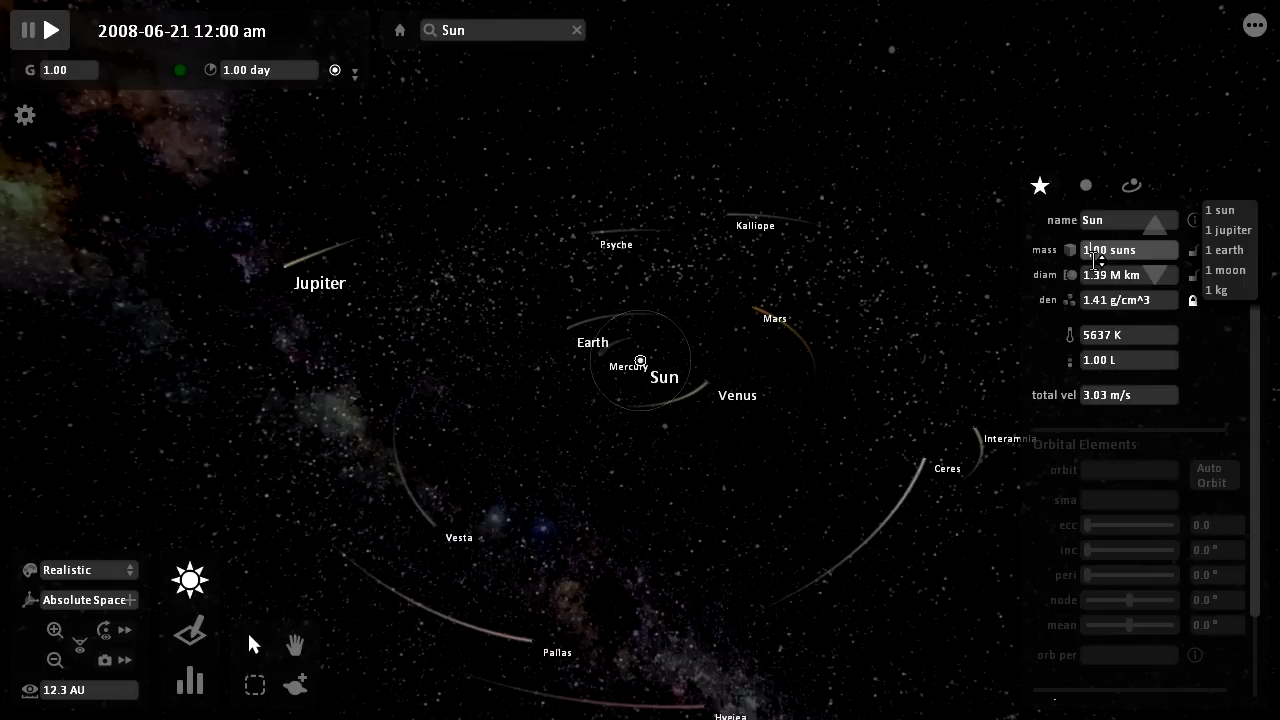 2008-06-21 12:00 am
Sun
G 1.00
1.00 day
name Sun
1 sun
1 jupiter
mass 1.00 suns
1 earth
diam 1.39 M km
1 moon
den 1.41 g/cm^3
1 kg
5637 K
1.00 L
total vel 3.03 m/s
Orbital Elements
orbit
Auto
Orbit
sma
ecc 0.0
inc 0.0°
peri 0.0°
node 0.0°
mean 0.0°
orb per
Kalliope
Psyche
Jupiter
Mars
Earth
Mercury
Sun
Venus
Interamnia
Ceres
Vesta
Pallas
Hygiea
Realistic
Absolute Space
12.3 AU